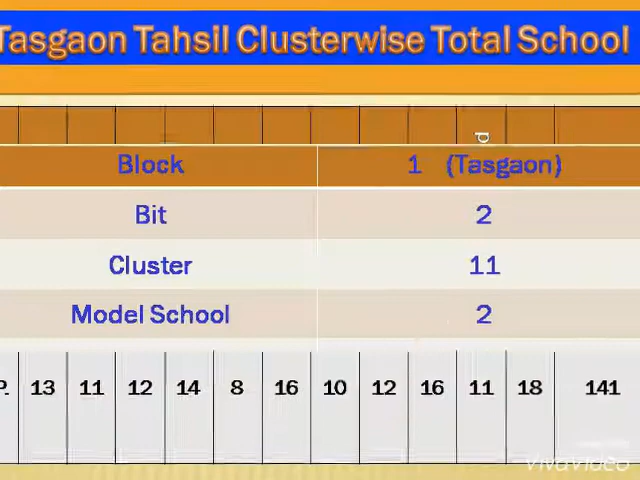 Tasgaon Tahsil Clusterwise Total School
d
Block 1 (Tasgaon)
Bit 2
Cluster 11
Model School 2
P. 13 11 12 14 8 16 10 12 16 11 18 141
VivaVideo